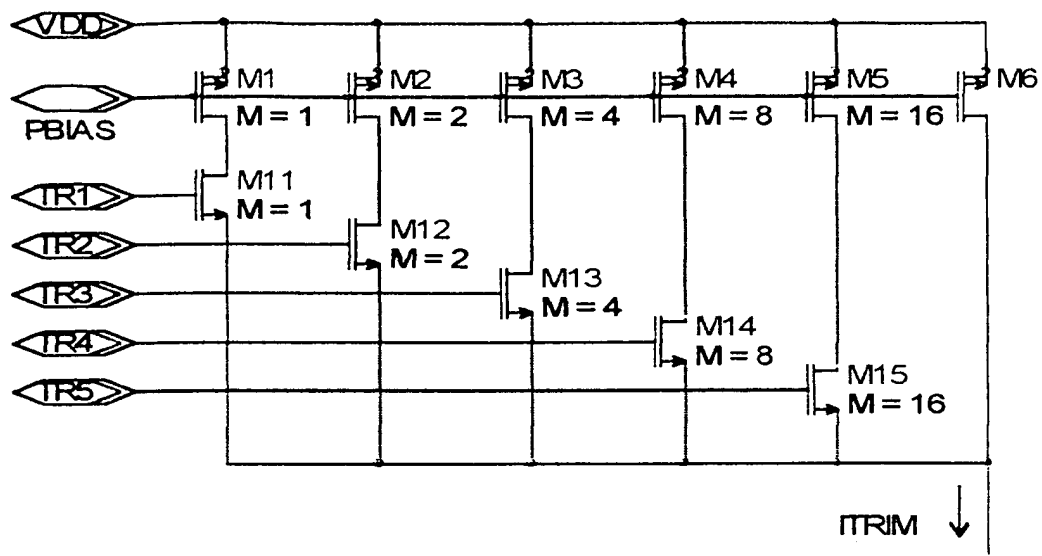 VDD
M1
M2
M3
M4
M5
M6
PBIAS
M = 1
M = 2
M = 4
M = 8
M = 16
TR1
M11
M = 1
TR2
M12
M = 2
TR3
M13
M = 4
TR4
M14
M = 8
TR5
M15
M = 16
ITRIM